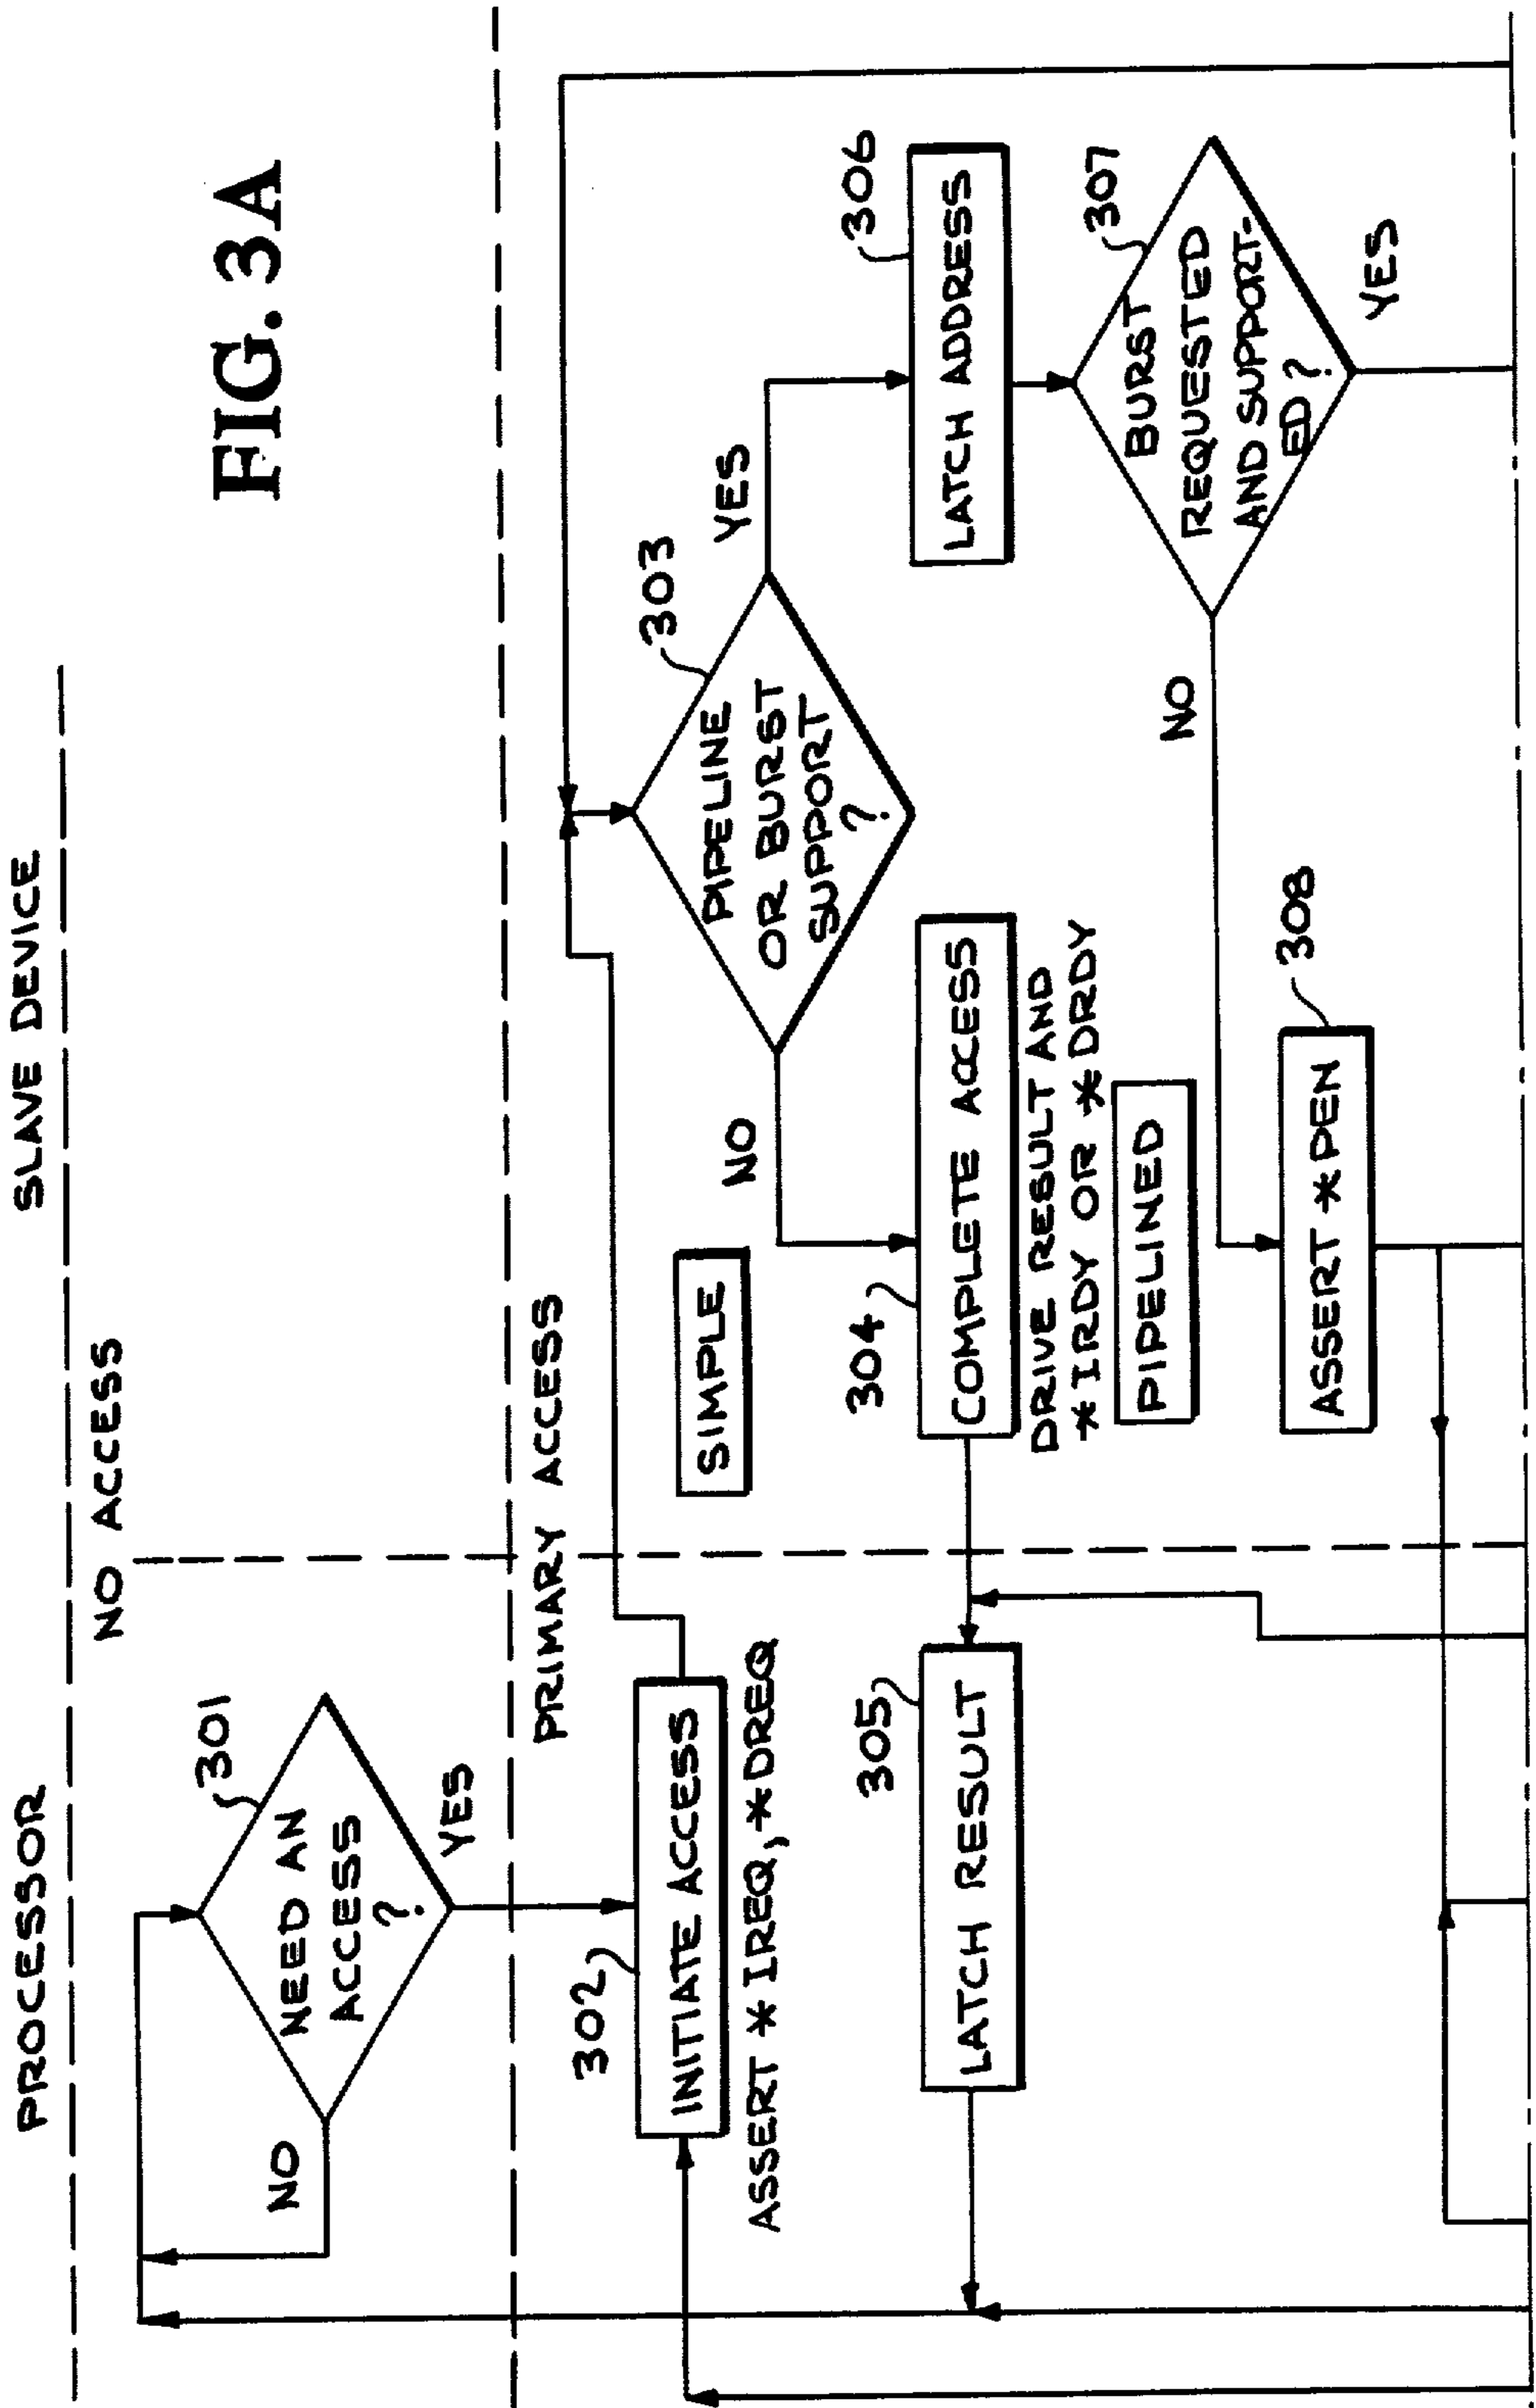 FIG. 3A
PROCESSOR
SLAVE DEVICE
NO ACCESS
301
NEED AN
ACCESS
?
NO
YES
PRIMARY ACCESS
302
INITIATE ACCESS
ASSERT *IREQ, *DREQ
303
PIPELINE
OR BURST
SUPPORT
?
NO
YES
SIMPLE
304
COMPLETE ACCESS
DRIVE RESULT AND
*IRDY OR *DRDY
305
LATCH RESULT
306
LATCH ADDRESS
307
BURST
REQUESTED
AND SUPPORT-
ED?
NO
YES
PIPELINED
308
ASSERT *PEN